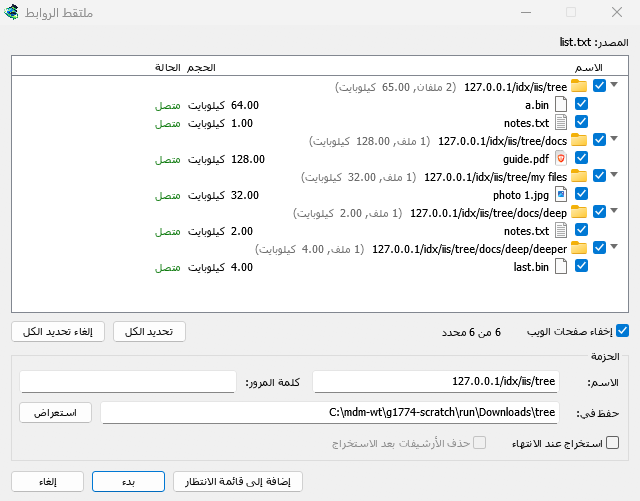 ملتقط الروابط
المصدر: list.txt
الاسم الحجم الحالة
127.0.0.1/idx/iis/tree (2 ملفان, 65.00 كيلوبايت)
a.bin 64.00 كيلوبايت متصل
notes.txt 1.00 كيلوبايت متصل
127.0.0.1/idx/iis/tree/docs (1 ملف, 128.00 كيلوبايت)
guide.pdf 128.00 كيلوبايت متصل
127.0.0.1/idx/iis/tree/my files (1 ملف, 32.00 كيلوبايت)
photo 1.jpg 32.00 كيلوبايت متصل
127.0.0.1/idx/iis/tree/docs/deep (1 ملف, 2.00 كيلوبايت)
notes.txt 2.00 كيلوبايت متصل
127.0.0.1/idx/iis/tree/docs/deep/deeper (1 ملف, 4.00 كيلوبايت)
last.bin 4.00 كيلوبايت متصل
إخفاء صفحات الويب 6 من 6 محدد تحديد الكل إلغاء تحديد الكل
الحزمة
الاسم: 127.0.0.1/idx/iis/tree كلمة المرور:
حفظ في: C:\mdm-wt\g1774-scratch\run\Downloads\tree استعراض
استخراج عند الانتهاء حذف الأرشيفات بعد الاستخراج
إضافة إلى قائمة الانتظار بدء إلغاء